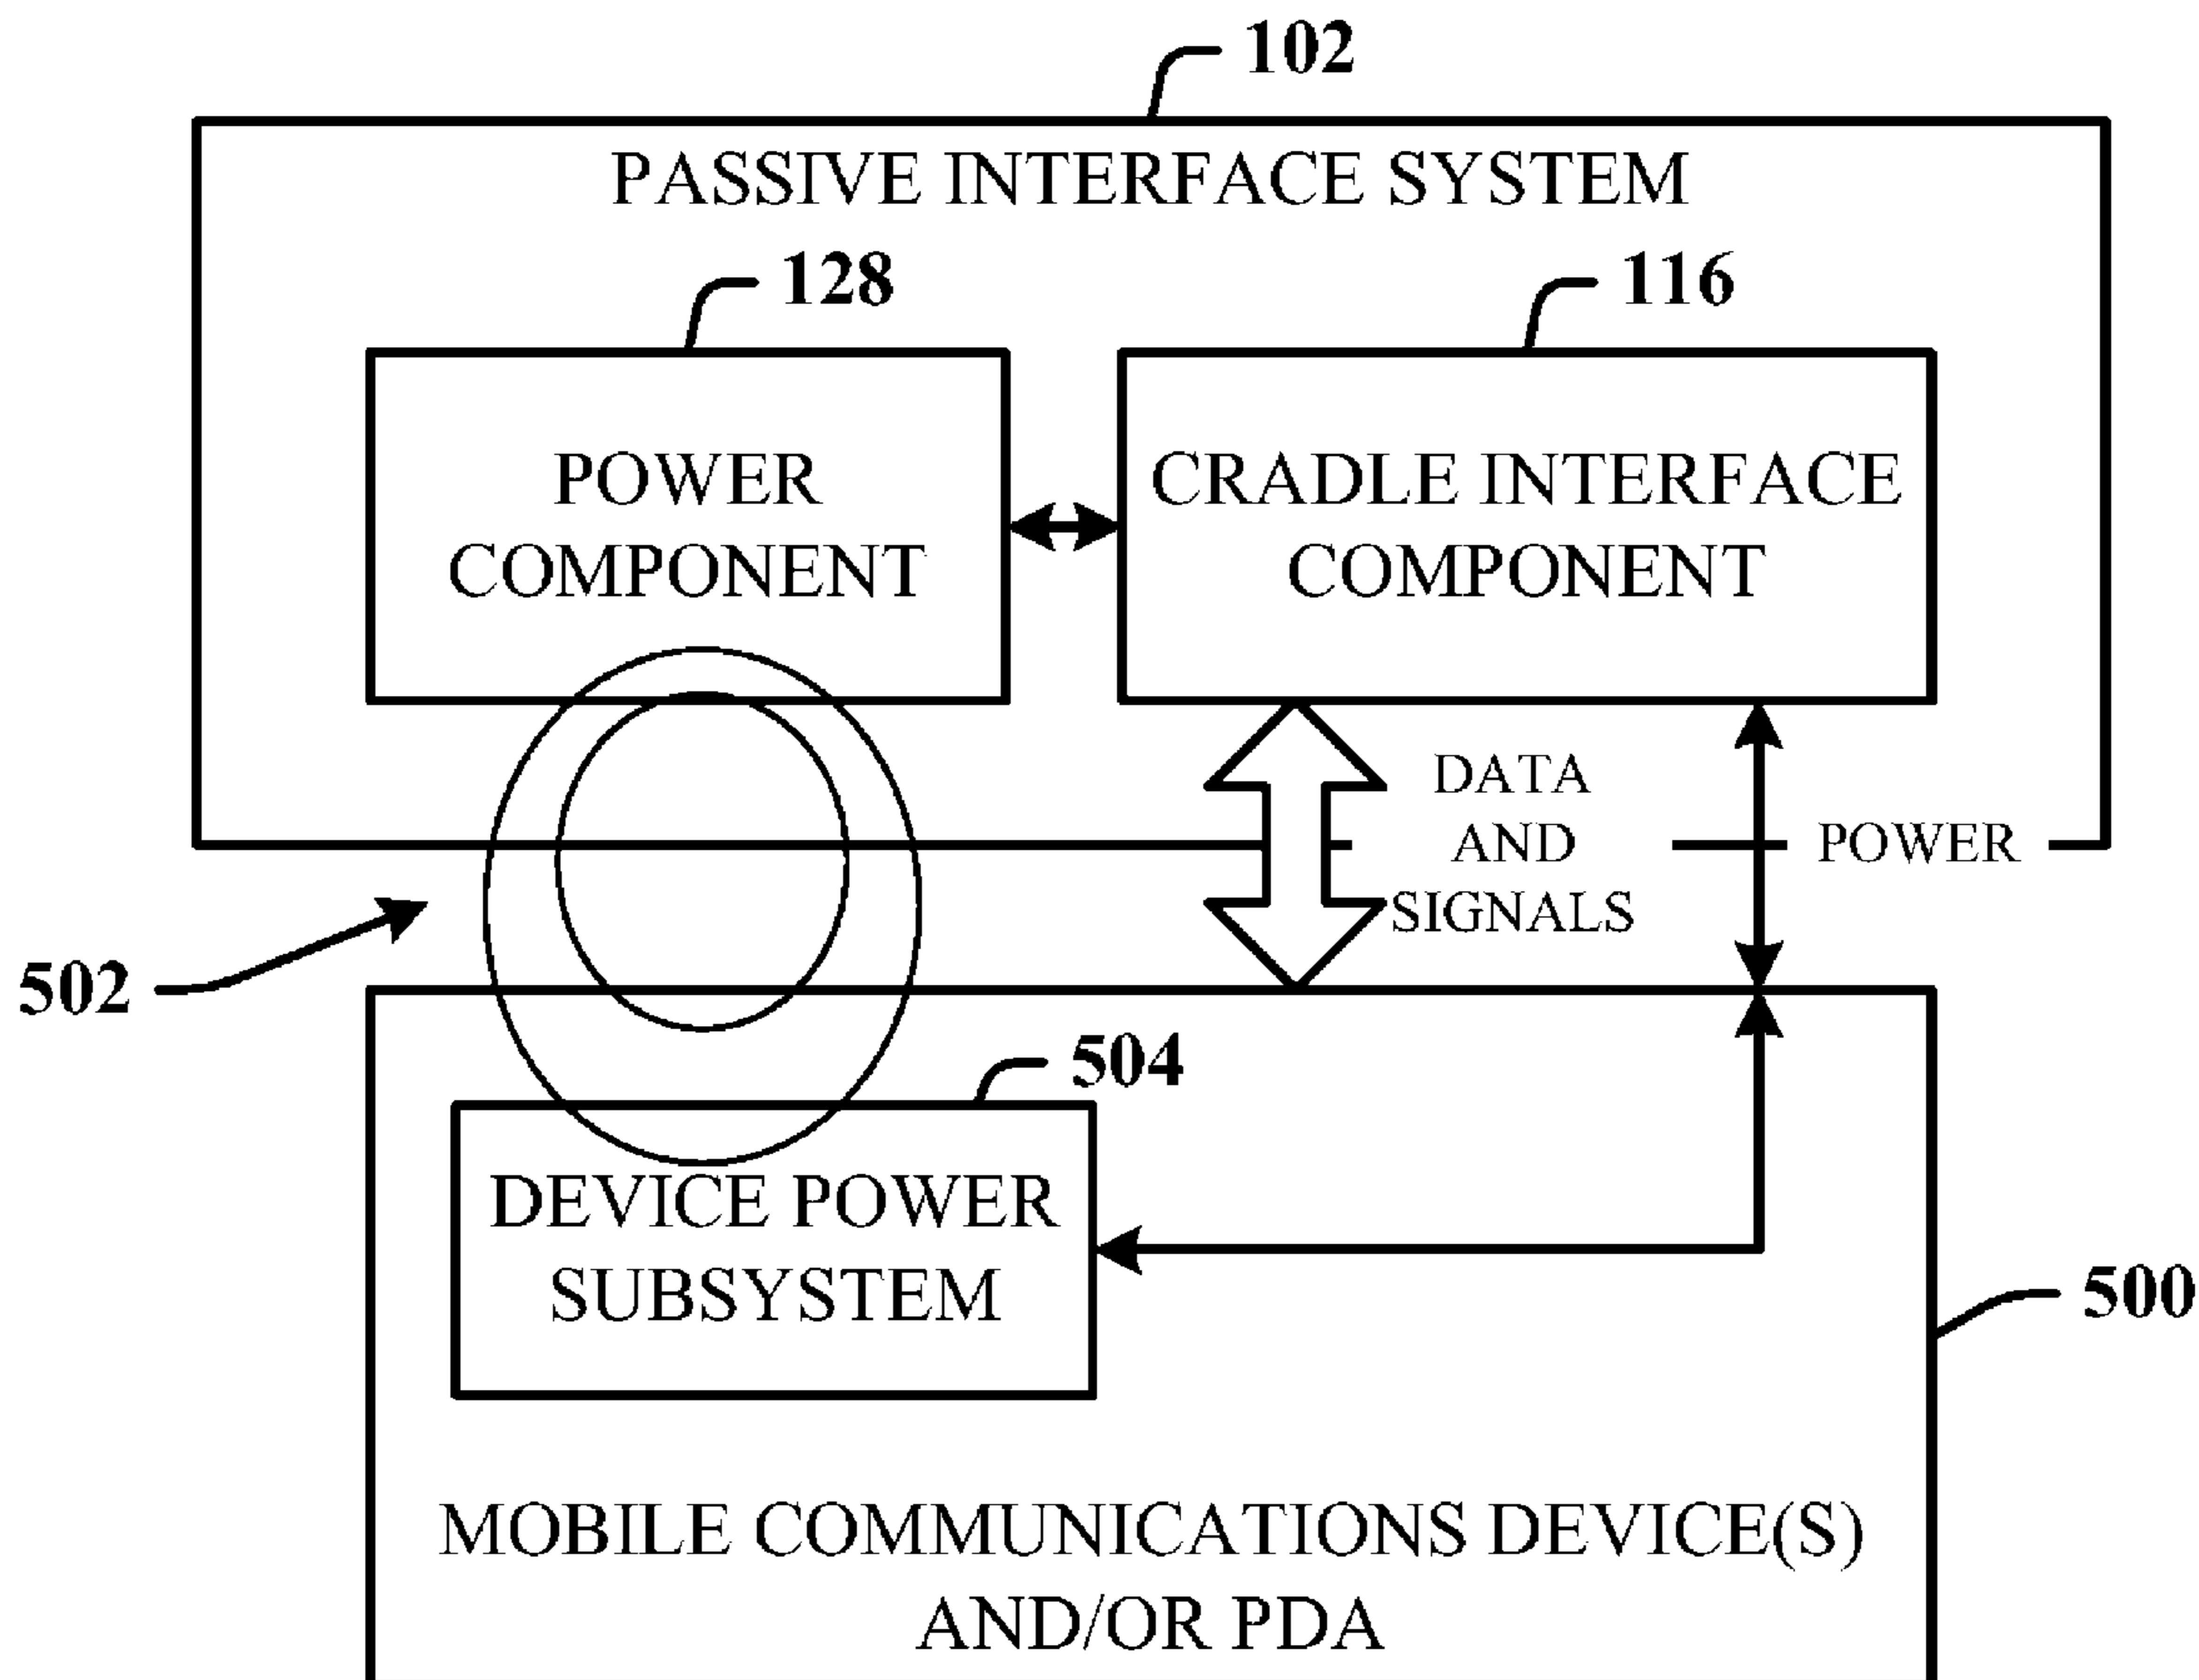 102
PASSIVE INTERFACE SYSTEM
128
116
POWER
COMPONENT
CRADLE INTERFACE
COMPONENT
DATA
AND
SIGNALS
POWER
502
504
DEVICE POWER
SUBSYSTEM
500
MOBILE COMMUNICATIONS DEVICE(S)
AND/OR PDA